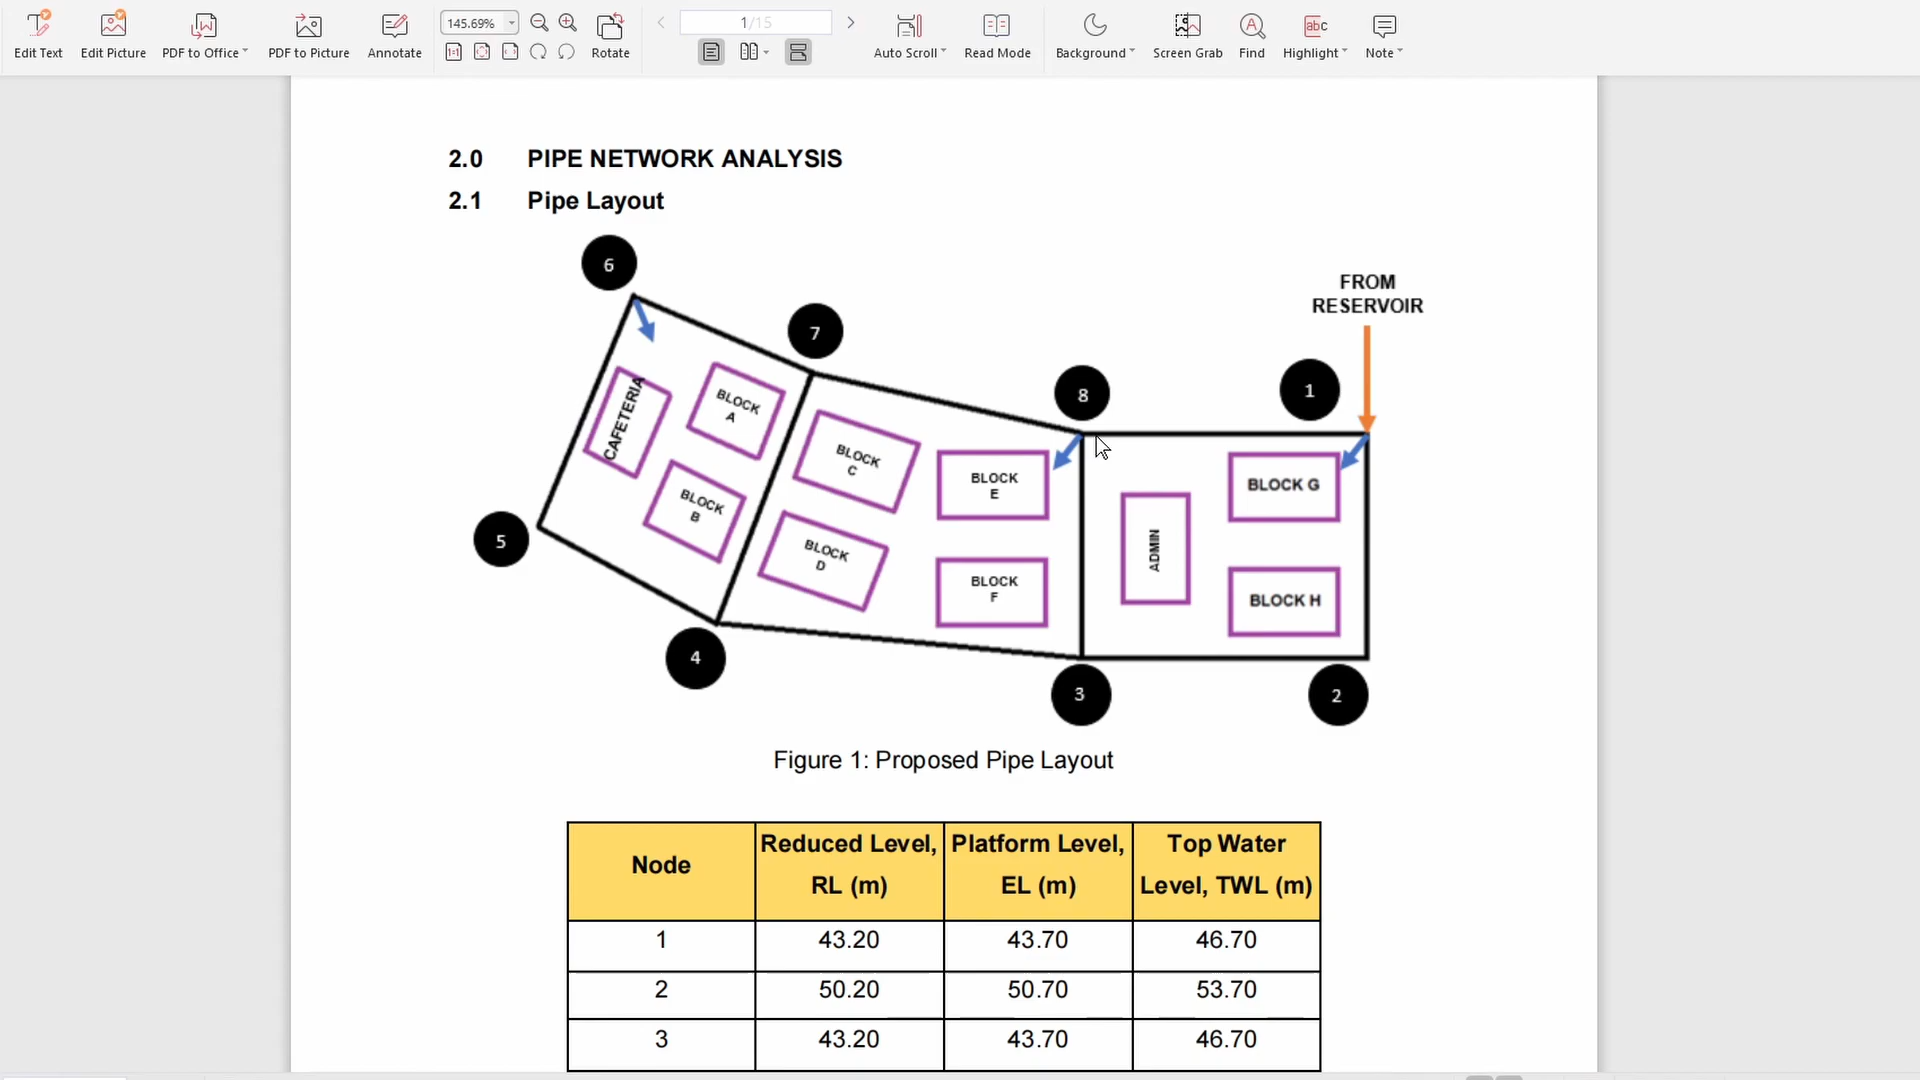 Edit Text
Edit Picture
PDF to Office
PDF to Picture
Annotate
145.69%
Rotate
1/15
Auto Scroll
Read Mode
Background
Screen Grab
Find
Highlight
Note
2.0 PIPE NETWORK ANALYSIS
2.1 Pipe Layout
6
7
8
1
FROM
RESERVOIR
CAFETERIA
BLOCK
A
BLOCK
B
BLOCK
C
BLOCK
D
BLOCK
E
BLOCK
F
ADMIN
BLOCK G
BLOCK H
5
4
3
2
Figure 1: Proposed Pipe Layout
Node
Reduced Level,
RL (m)
Platform Level,
EL (m)
Top Water
Level, TWL (m)
1 43.20 43.70 46.70
2 50.20 50.70 53.70
3 43.20 43.70 46.70